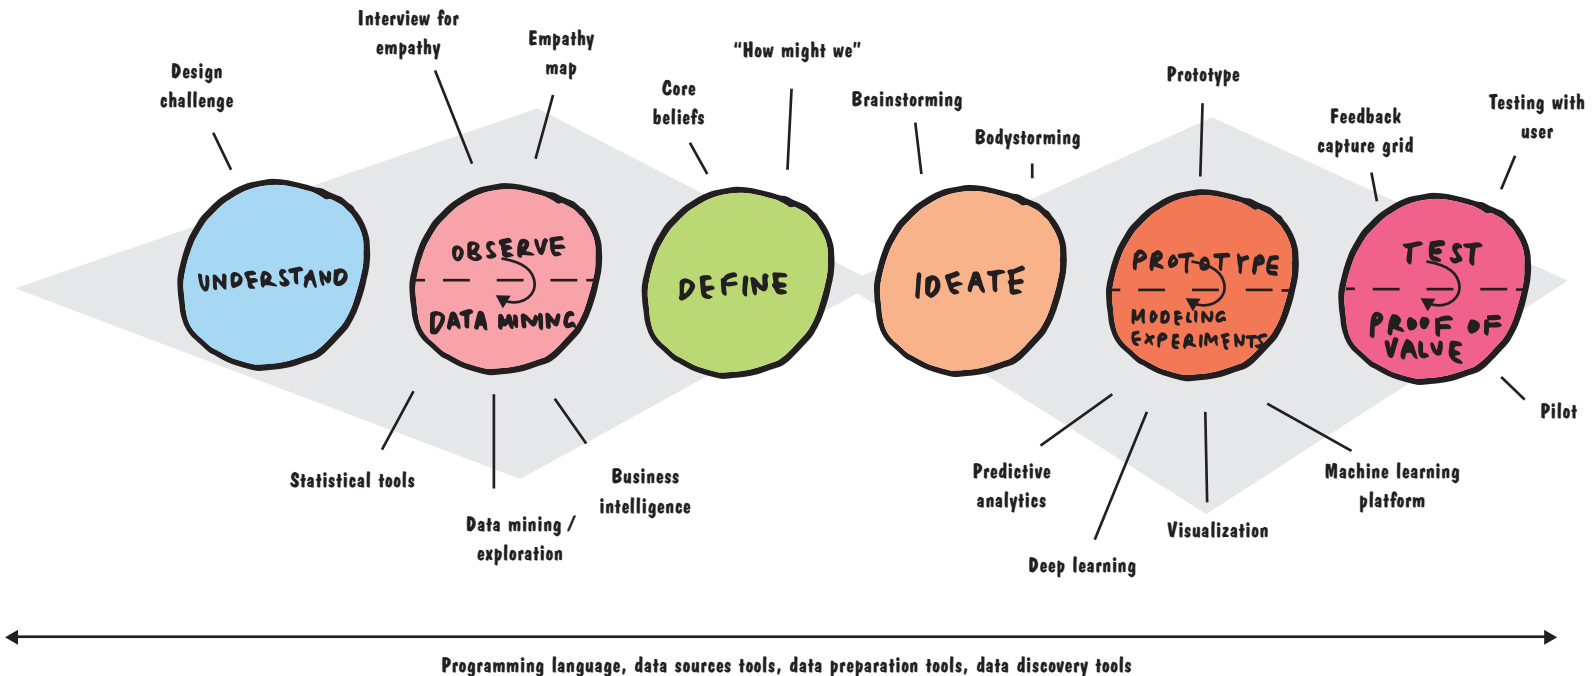 Interview for
empathy
Empathy
map
"How might we"
Design
challenge
Core
beliefs
Brainstorming
Bodystorming
Prototype
Feedback
capture grid
Testing with
user
UNDERSTAND
OBSERVE
DATA MINING
DEFINE
IDEATE
PROTOTYPE
MODELING
EXPERIMENTS
TEST
PROOF OF
VALUE
Pilot
Statistical tools
Data mining /
exploration
Business
intelligence
Predictive
analytics
Deep learning
Visualization
Machine learning
platform
Programming language, data sources tools, data preparation tools, data discovery tools